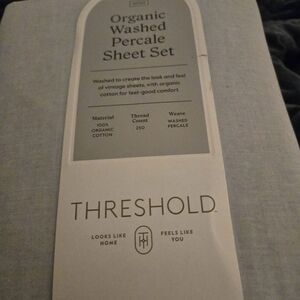 Organic
Washed
Percale
Sheet Set
Washed to create the look and feel
of vintage sheets, with organic
cotton for feel-good comfort.
Material Thread Count Weave
100% ORGANIC COTTON 250 WASHED PERCALE
THRESHOLD™
LOOKS LIKE HOME FEELS LIKE YOU